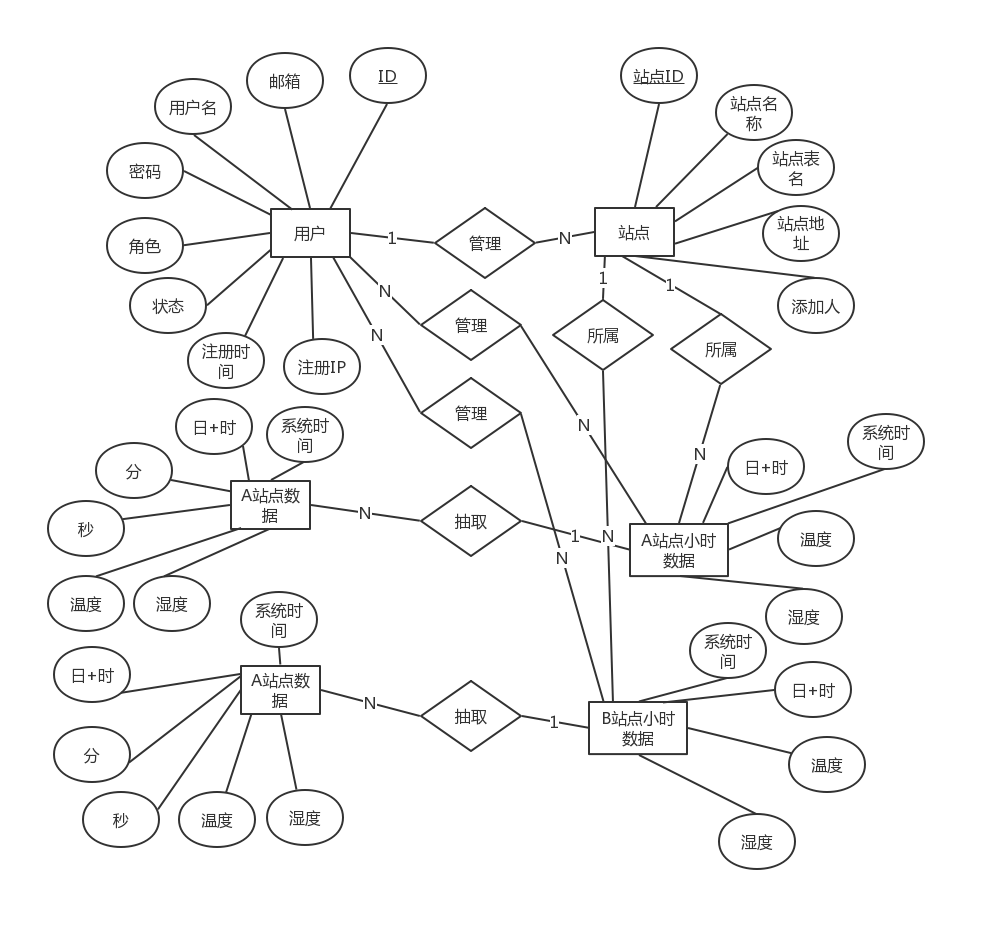 ID
站点ID
邮箱
用户名
站点名
称
密码
站点表
名
用户
1
管理
N
站点
站点地
址
角色
状态
N
1
1
添加人
管理
N
所属
所属
注册时
间
注册IP
管理
日+时
系统时
间
N
系统时
间
分
N
日+时
A站点数
据
N
抽取
1
N
A站点小时
数据
温度
秒
N
温度
湿度
系统时
间
湿度
系统时
间
日+时
A站点数
据
N
抽取
1
B站点小时
数据
日+时
分
温度
秒
温度
湿度
湿度